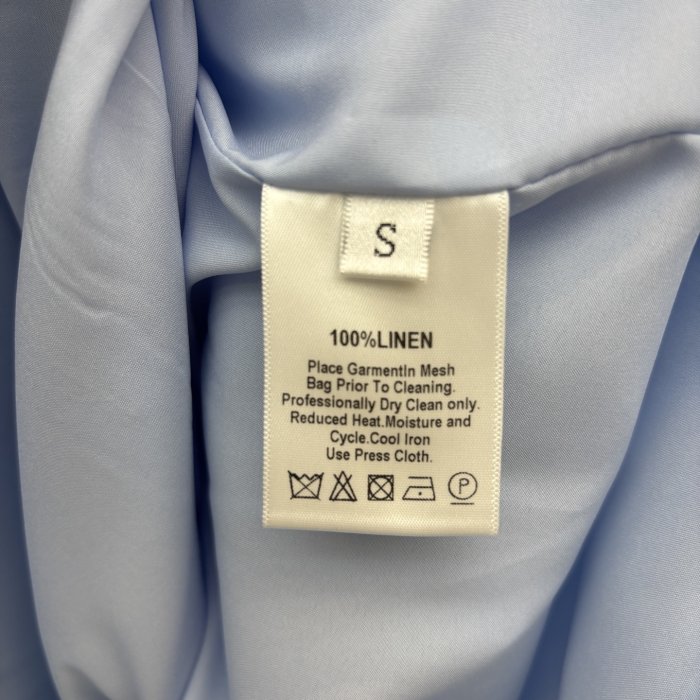 S
100%LINEN
Place GarmentIn Mesh
Bag Prior To Cleaning.
Professionally Dry Clean only.
Reduced Heat.Moisture and
Cycle.Cool Iron
Use Press Cloth.
P